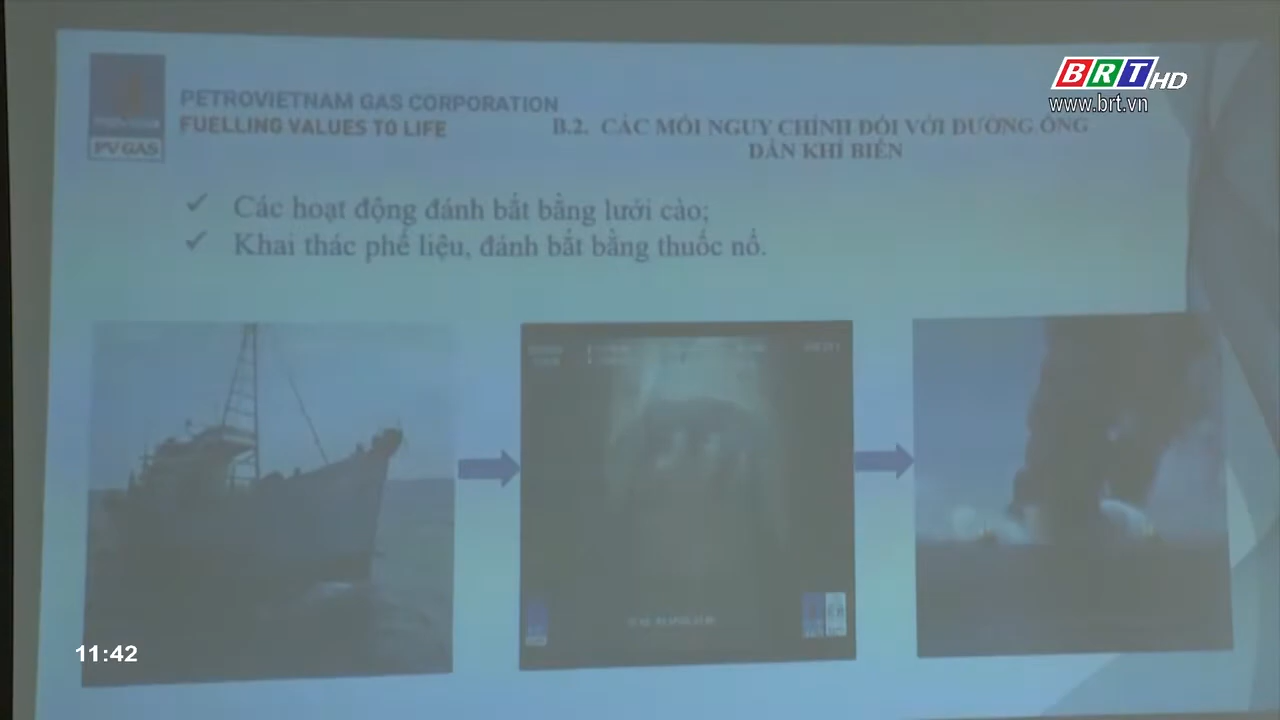 BRT HD
www.brt.vn
PETROVIETNAM GAS CORPORATION
FUELLING VALUES TO LIFE
PV GAS
B.2. CÁC MỐI NGUY CHÍNH ĐỐI VỚI ĐƯỜNG ỐNG
DẪN KHÍ BIỂN
✓ Các hoạt động đánh bắt bằng lưới cào;
✓ Khai thác phế liệu, đánh bắt bằng thuốc nổ.
11:42